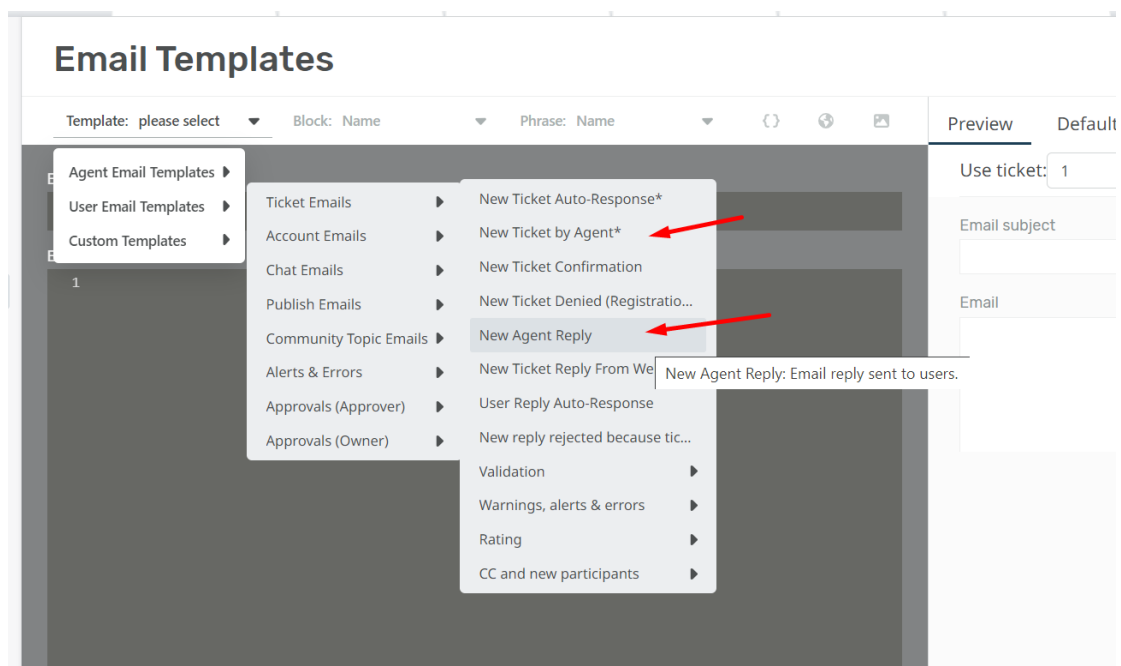 Email Templates
Template: please select
Block: Name
Phrase: Name
{}
Preview
Default
Use ticket: 1
Email subject
Email
1
Agent Email Templates
User Email Templates
Custom Templates
Ticket Emails
Account Emails
Chat Emails
Publish Emails
Community Topic Emails
Alerts & Errors
Approvals (Approver)
Approvals (Owner)
New Ticket Auto-Response*
New Ticket by Agent*
New Ticket Confirmation
New Ticket Denied (Registratio...
New Agent Reply
New Ticket Reply From We
New Agent Reply: Email reply sent to users.
User Reply Auto-Response
New reply rejected because tic...
Validation
Warnings, alerts & errors
Rating
CC and new participants